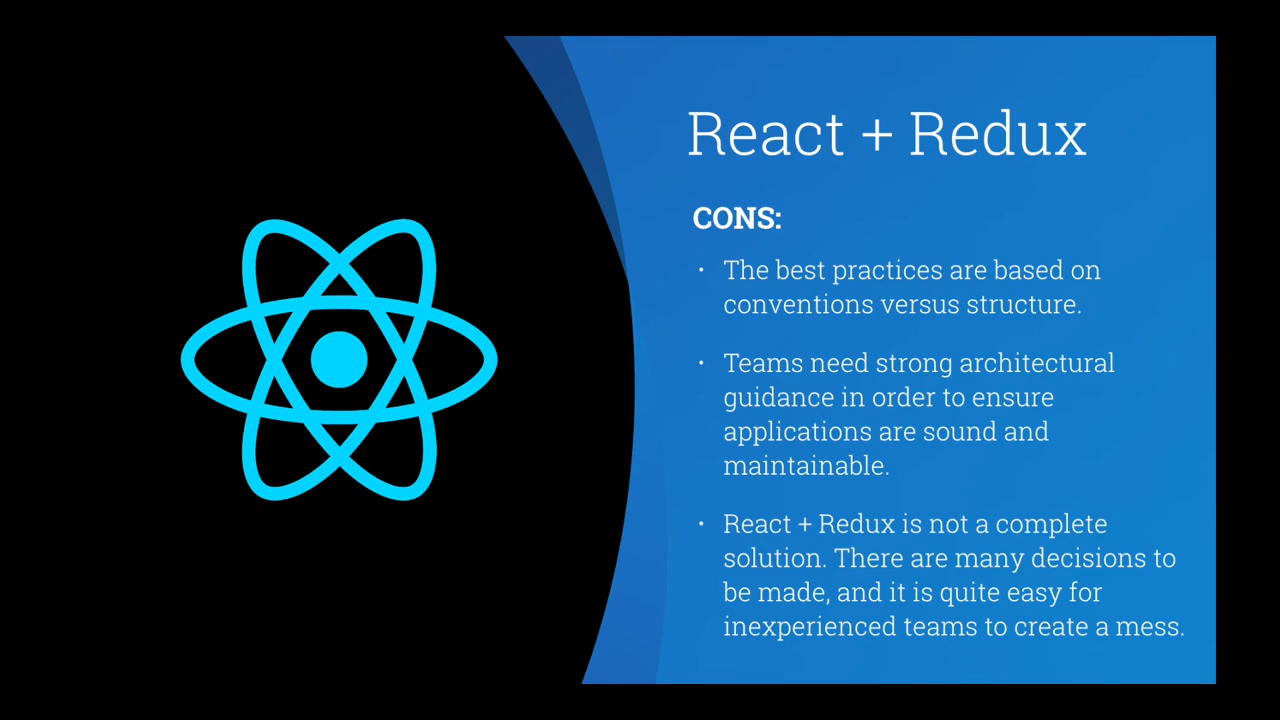 React + Redux
CONS:
· The best practices are based on
conventions versus structure.
· Teams need strong architectural
guidance in order to ensure
applications are sound and
maintainable.
· React + Redux is not a complete
solution. There are many decisions to
be made, and it is quite easy for
inexperienced teams to create a mess.